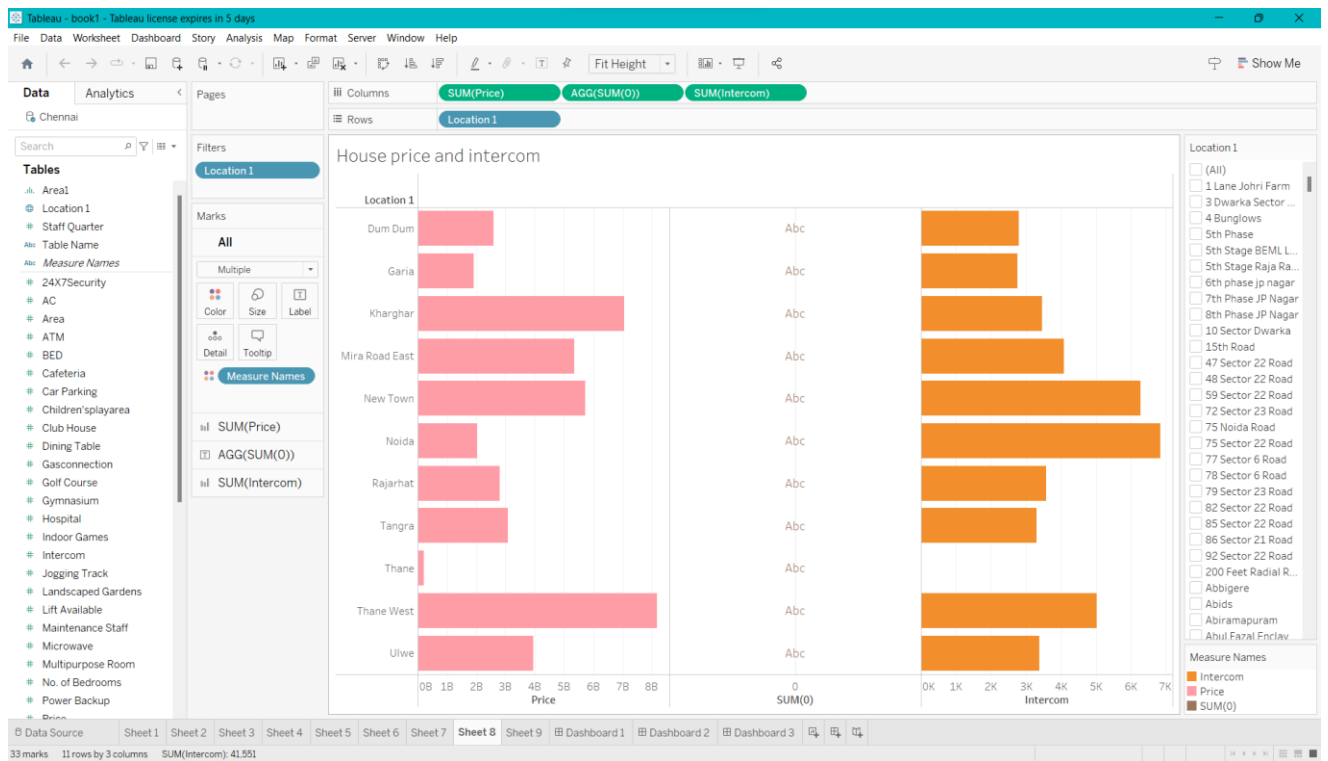 Tableau - book1 - Tableau license expires in 5 days
File Data Worksheet Dashboard Story Analysis Map Format Server Window Help
Fit Height
Show Me
Data Analytics
Chennai
Search
Tables
Area1
Location 1
Staff Quarter
Abc Table Name
Abc Measure Names
# 24X7Security
# AC
# Area
# ATM
# BED
# Cafeteria
# Car Parking
# Children'splayarea
# Club House
# Dining Table
# Gasconnection
# Golf Course
# Gymnasium
# Hospital
# Indoor Games
# Intercom
# Jogging Track
# Landscaped Gardens
# Lift Available
# Maintenance Staff
# Microwave
# Multipurpose Room
# No. of Bedrooms
# Power Backup
# Price
Pages
Filters
Location 1
Marks
All
Multiple
Color Size Label
Detail Tooltip
Measure Names
SUM(Price)
AGG(SUM(0))
SUM(Intercom)
Columns SUM(Price) AGG(SUM(0)) SUM(Intercom)
Rows Location 1
House price and intercom
Location 1
Dum Dum Abc
Garia Abc
Kharghar Abc
Mira Road East Abc
New Town Abc
Noida Abc
Rajarhat Abc
Tangra Abc
Thane Abc
Thane West Abc
Ulwe Abc
0B 1B 2B 3B 4B 5B 6B 7B 8B 0 0K 1K 2K 3K 4K 5K 6K 7K
Price SUM(0) Intercom
Location 1
(All)
1 Lane Johri Farm
3 Dwarka Sector ...
4 Bunglows
5th Phase
5th Stage BEML L...
5th Stage Raja Ra...
6th phase jp nagar
7th Phase JP Nagar
8th Phase JP Nagar
10 Sector Dwarka
15th Road
47 Sector 22 Road
48 Sector 22 Road
59 Sector 22 Road
72 Sector 23 Road
75 Noida Road
75 Sector 22 Road
77 Sector 6 Road
78 Sector 6 Road
79 Sector 23 Road
82 Sector 22 Road
85 Sector 22 Road
86 Sector 21 Road
92 Sector 22 Road
200 Feet Radial R...
Abbigere
Abids
Abiramapuram
Abul Fazal Enclav
Measure Names
Intercom
Price
SUM(0)
Data Source Sheet 1 Sheet 2 Sheet 3 Sheet 4 Sheet 5 Sheet 6 Sheet 7 Sheet 8 Sheet 9 Dashboard 1 Dashboard 2 Dashboard 3
33 marks 11 rows by 3 columns SUM(Intercom): 41,551